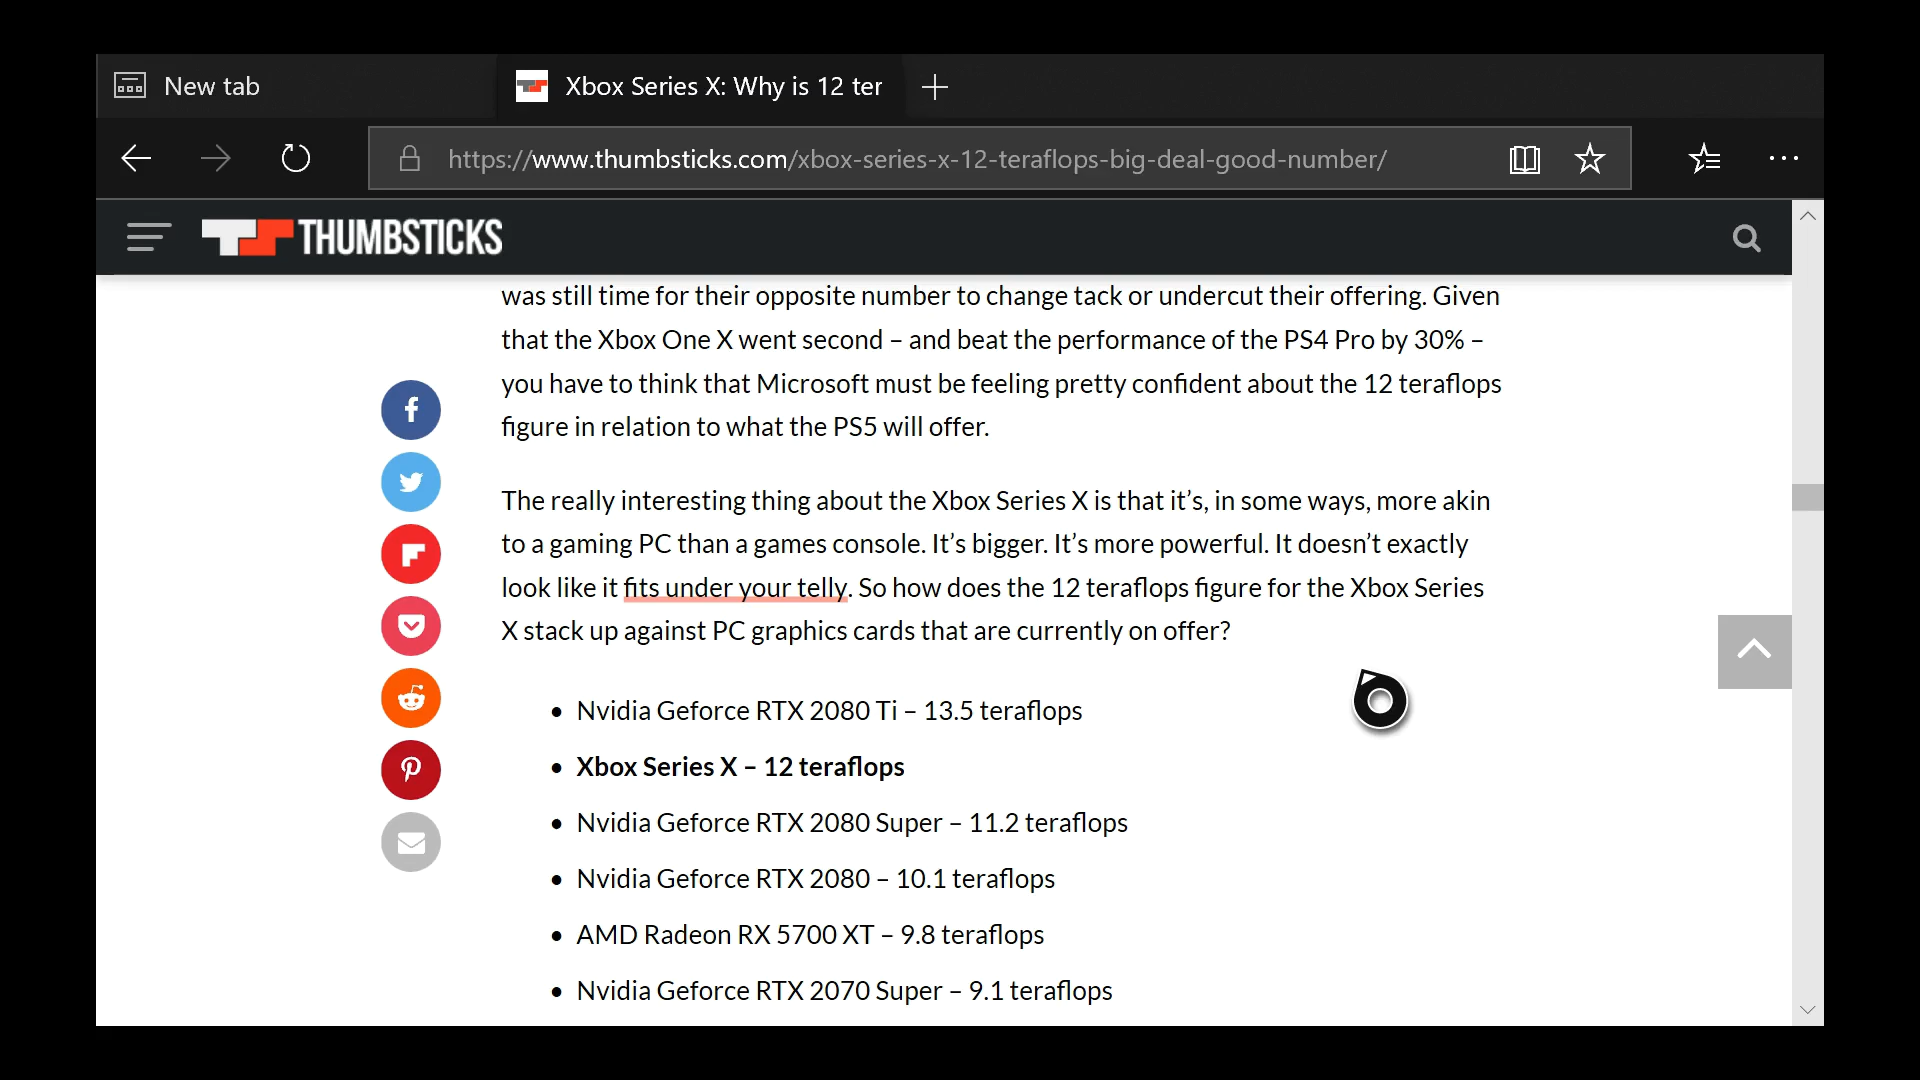 New tab
Xbox Series X: Why is 12 ter
https://www.thumbsticks.com/xbox-series-x-12-teraflops-big-deal-good-number/
THUMBSTICKS
was still time for their opposite number to change tack or undercut their offering. Given
that the Xbox One X went second – and beat the performance of the PS4 Pro by 30% –
you have to think that Microsoft must be feeling pretty confident about the 12 teraflops
figure in relation to what the PS5 will offer.
The really interesting thing about the Xbox Series X is that it’s, in some ways, more akin
to a gaming PC than a games console. It’s bigger. It’s more powerful. It doesn’t exactly
look like it fits under your telly. So how does the 12 teraflops figure for the Xbox Series
X stack up against PC graphics cards that are currently on offer?
• Nvidia Geforce RTX 2080 Ti – 13.5 teraflops
• Xbox Series X – 12 teraflops
• Nvidia Geforce RTX 2080 Super – 11.2 teraflops
• Nvidia Geforce RTX 2080 – 10.1 teraflops
• AMD Radeon RX 5700 XT – 9.8 teraflops
• Nvidia Geforce RTX 2070 Super – 9.1 teraflops